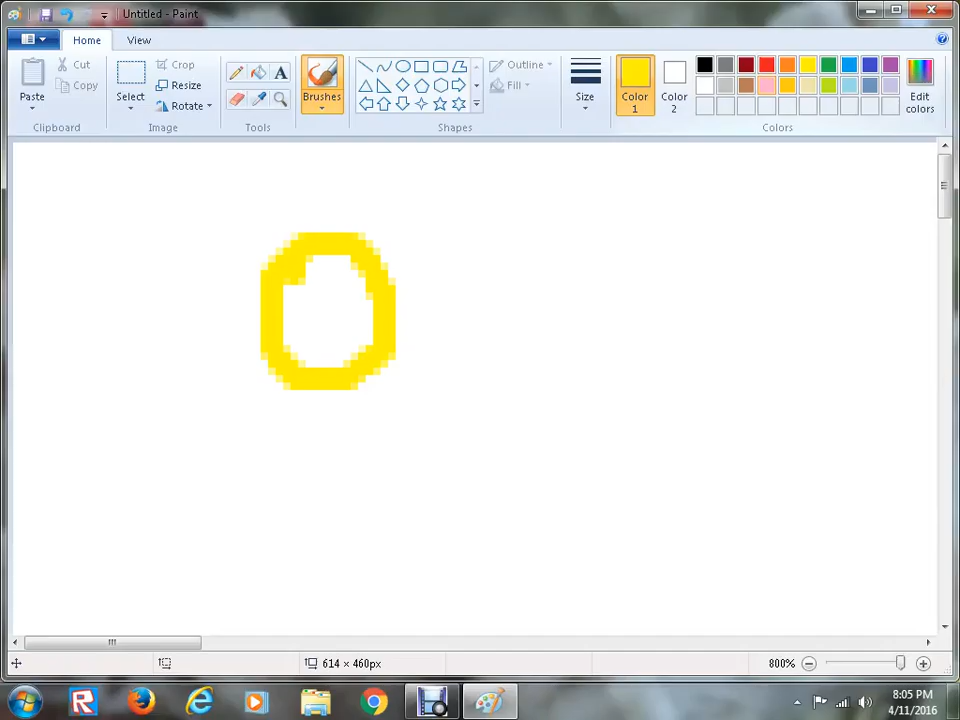 Untitled - Paint
Home View
Paste
Cut
Copy
Clipboard
Select
Crop
Resize
Rotate
Image
A
Tools
Brushes
Shapes
Outline
Fill
Size
Color 1
Color 2
Edit colors
Colors
614 × 460px
800%
8:05 PM
4/11/2016